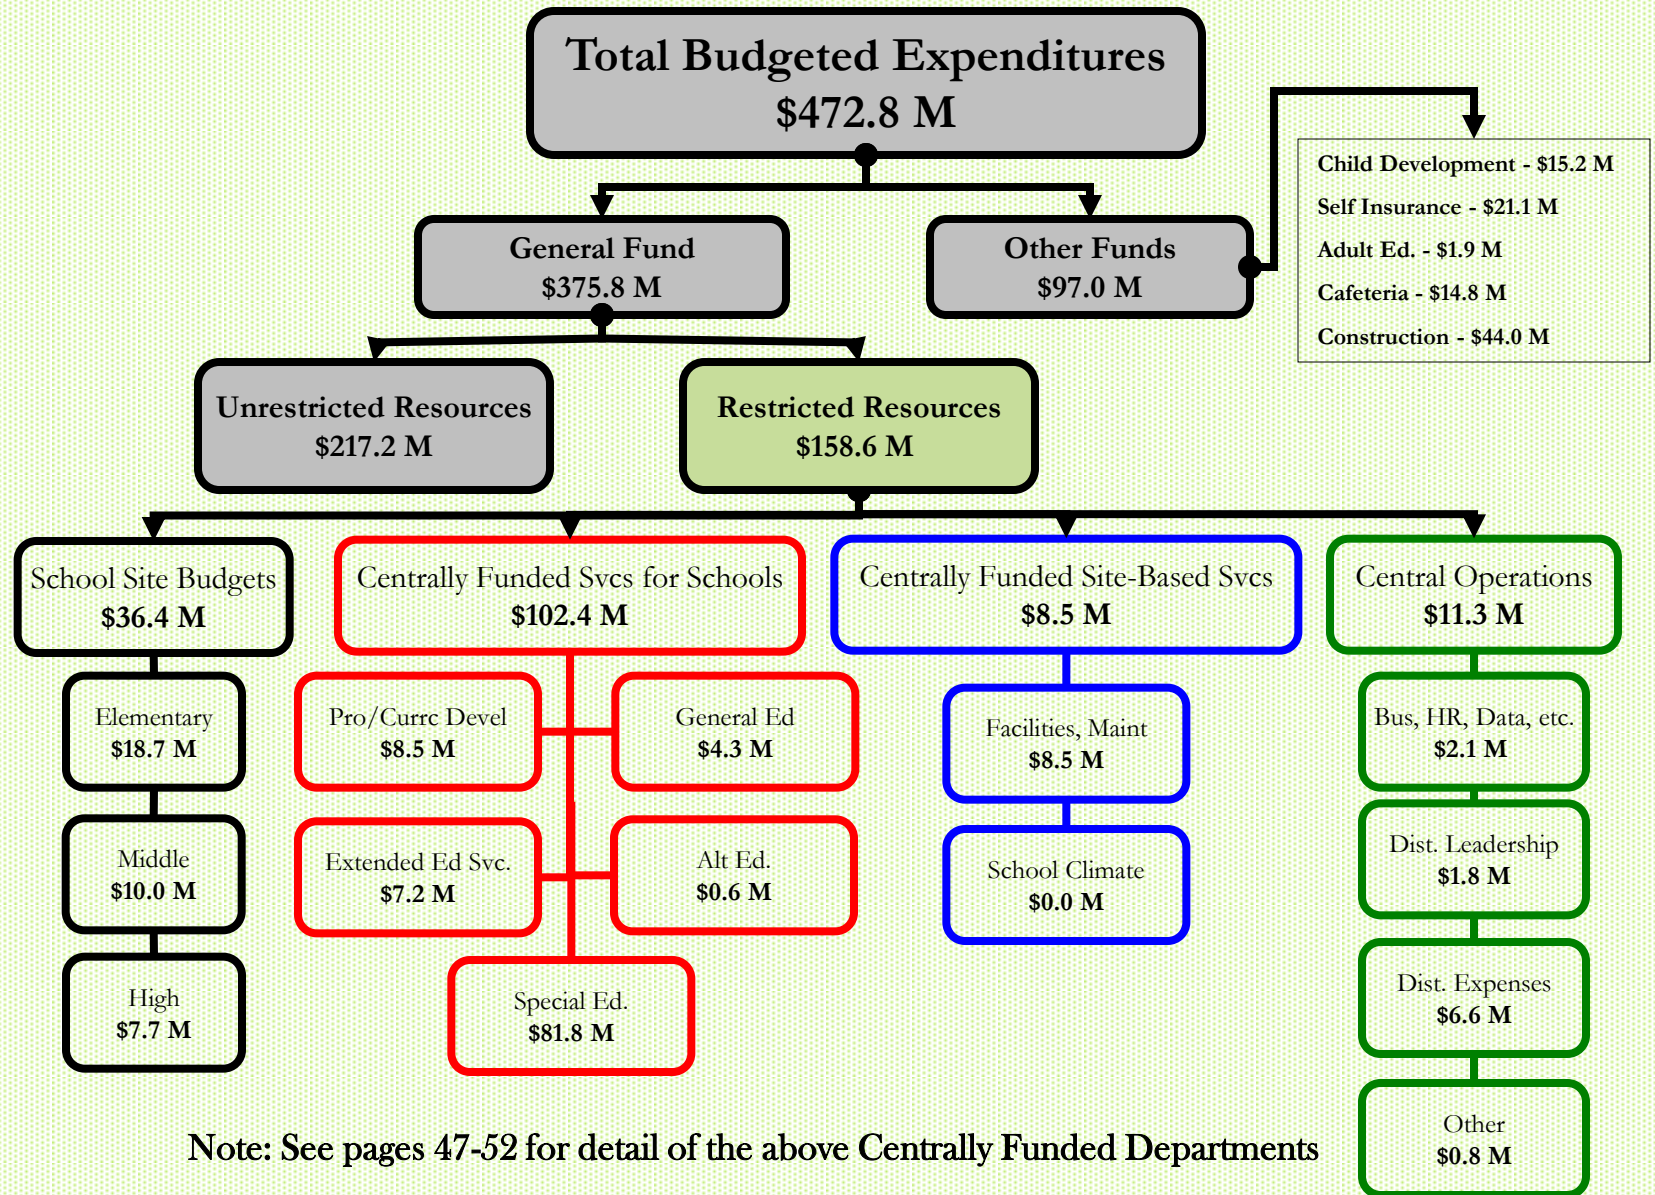 Total Budgeted Expenditures
$472.8 M
Child Development - $15.2 M
Self Insurance - $21.1 M
Adult Ed. - $1.9 M
Cafeteria - $14.8 M
Construction - $44.0 M
General Fund
$375.8 M
Other Funds
$97.0 M
Unrestricted Resources
$217.2 M
Restricted Resources
$158.6 M
School Site Budgets
$36.4 M
Centrally Funded Svcs for Schools
$102.4 M
Centrally Funded Site-Based Svcs
$8.5 M
Central Operations
$11.3 M
Elementary
$18.7 M
Middle
$10.0 M
High
$7.7 M
Pro/Currc Devel
$8.5 M
General Ed
$4.3 M
Extended Ed Svc.
$7.2 M
Alt Ed.
$0.6 M
Special Ed.
$81.8 M
Facilities, Maint
$8.5 M
School Climate
$0.0 M
Bus, HR, Data, etc.
$2.1 M
Dist. Leadership
$1.8 M
Dist. Expenses
$6.6 M
Other
$0.8 M
Note: See pages 47-52 for detail of the above Centrally Funded Departments